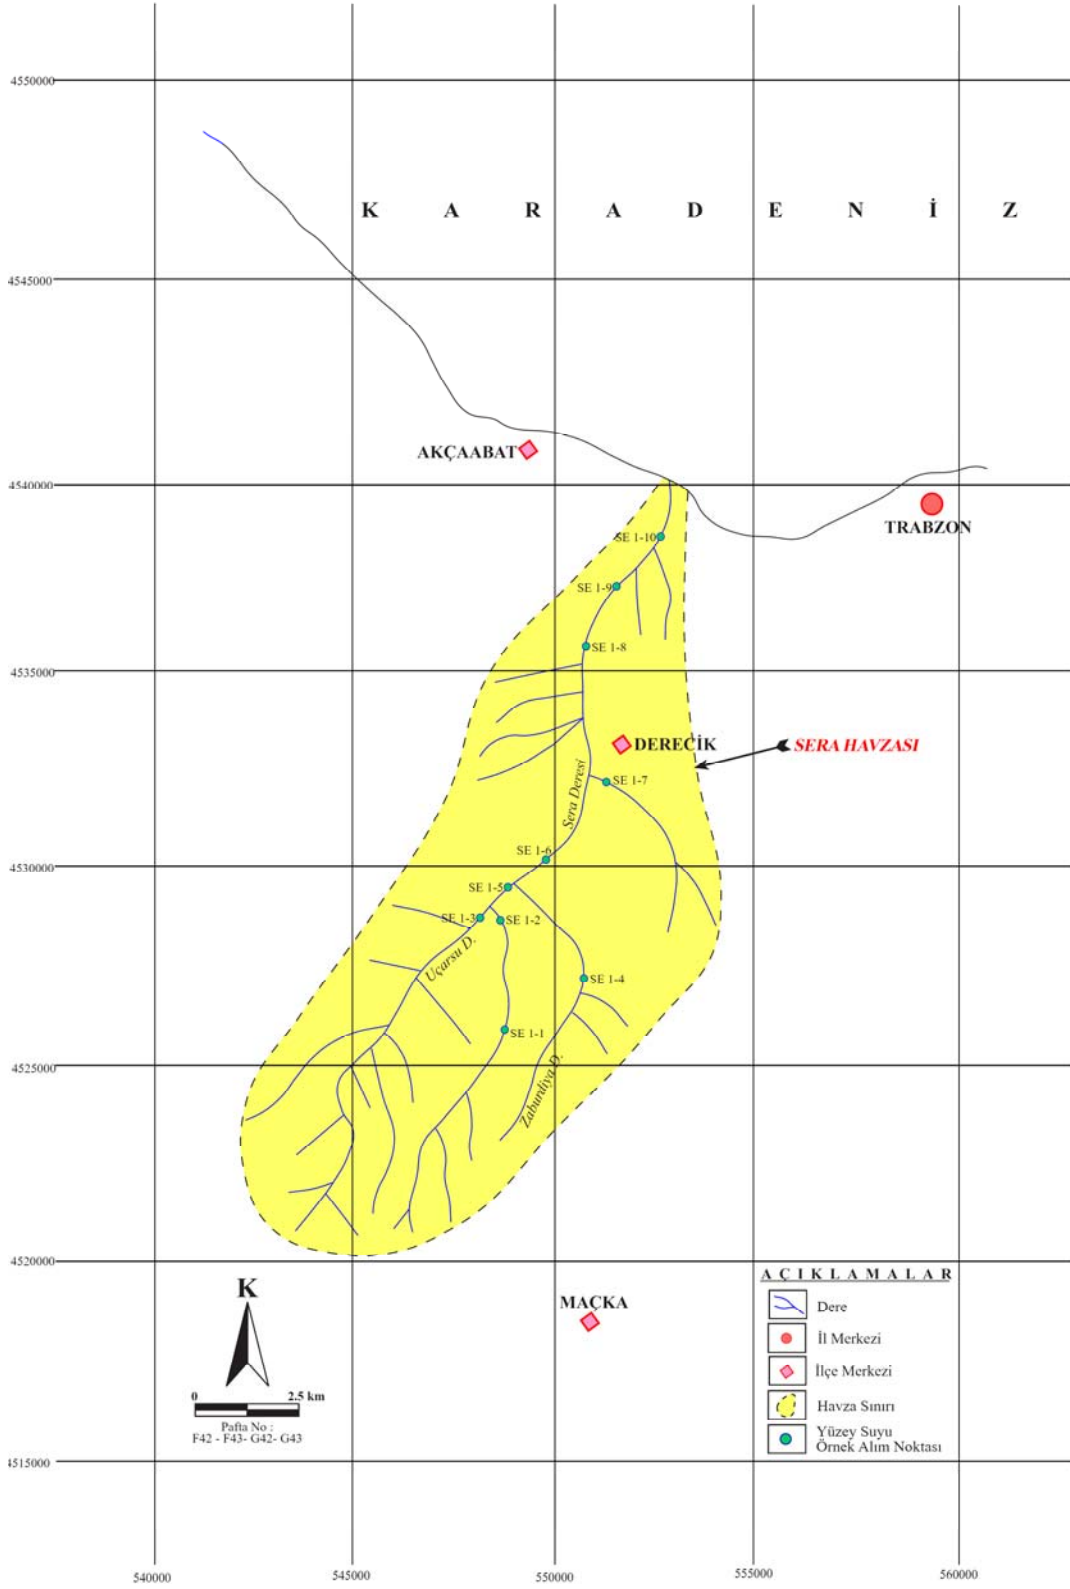 4550000
K A R A D E N İ Z
4545000
AKÇAABAT
4540000
TRABZON
SE 1-10
SE 1-9
SE 1-8
4535000
DERECİK
SERA HAVZASI
SE 1-7
Sera Deresi
SE 1-6
4530000
SE 1-5
SE 1-3
SE 1-2
Uçarsu D.
SE 1-4
SE 1-1
4525000
Zaburdiya D.
4520000
K
MAÇKA
0 2.5 km
Pafta No :
F42 - F43- G42- G43
AÇIKLAMALAR
Dere
İl Merkezi
İlçe Merkezi
Havza Sınırı
Yüzey Suyu
Örnek Alım Noktası
4515000
540000
545000
550000
555000
560000